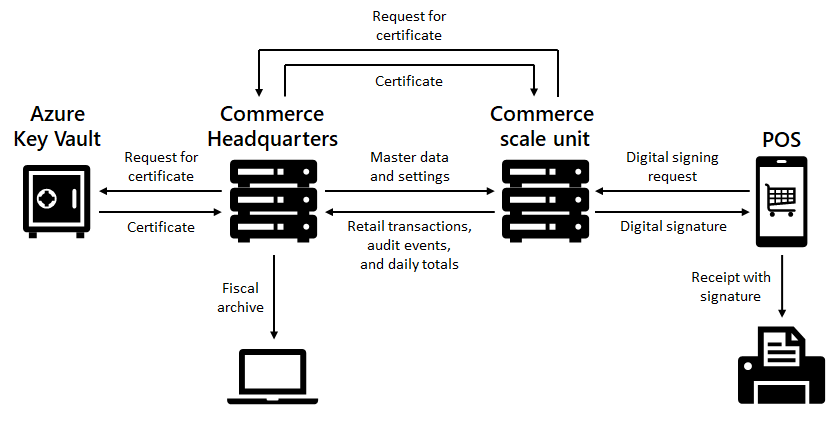 Request for
certificate
Certificate
Azure
Key Vault
Commerce
Headquarters
Commerce
scale unit
POS
Request for
certificate
Master data
and settings
Digital signing
request
Certificate
Retail transactions,
audit events,
and daily totals
Digital signature
Fiscal
archive
Receipt with
signature